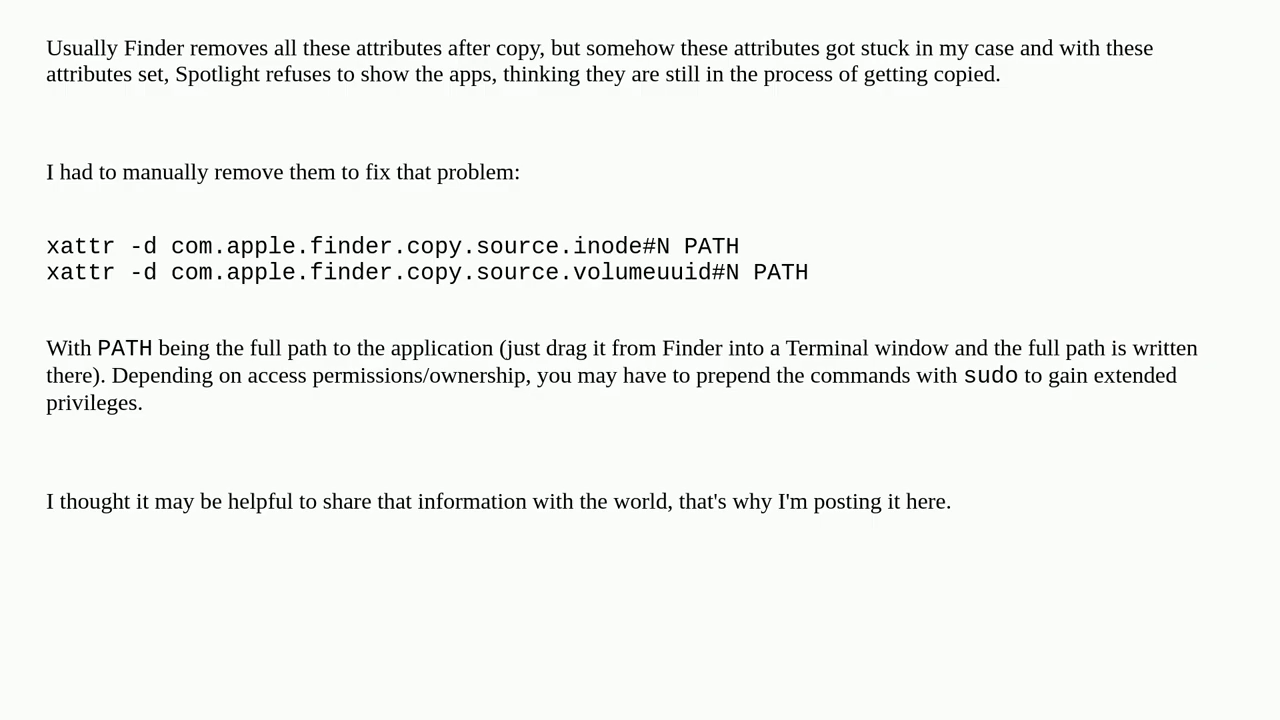 Usually Finder removes all these attributes after copy, but somehow these attributes got stuck in my case and with these
attributes set, Spotlight refuses to show the apps, thinking they are still in the process of getting copied.
I had to manually remove them to fix that problem:
xattr -d com.apple.finder.copy.source.inode#N PATH
xattr -d com.apple.finder.copy.source.volumeuuid#N PATH
With PATH being the full path to the application (just drag it from Finder into a Terminal window and the full path is written
there). Depending on access permissions/ownership, you may have to prepend the commands with sudo to gain extended
privileges.
I thought it may be helpful to share that information with the world, that's why I'm posting it here.